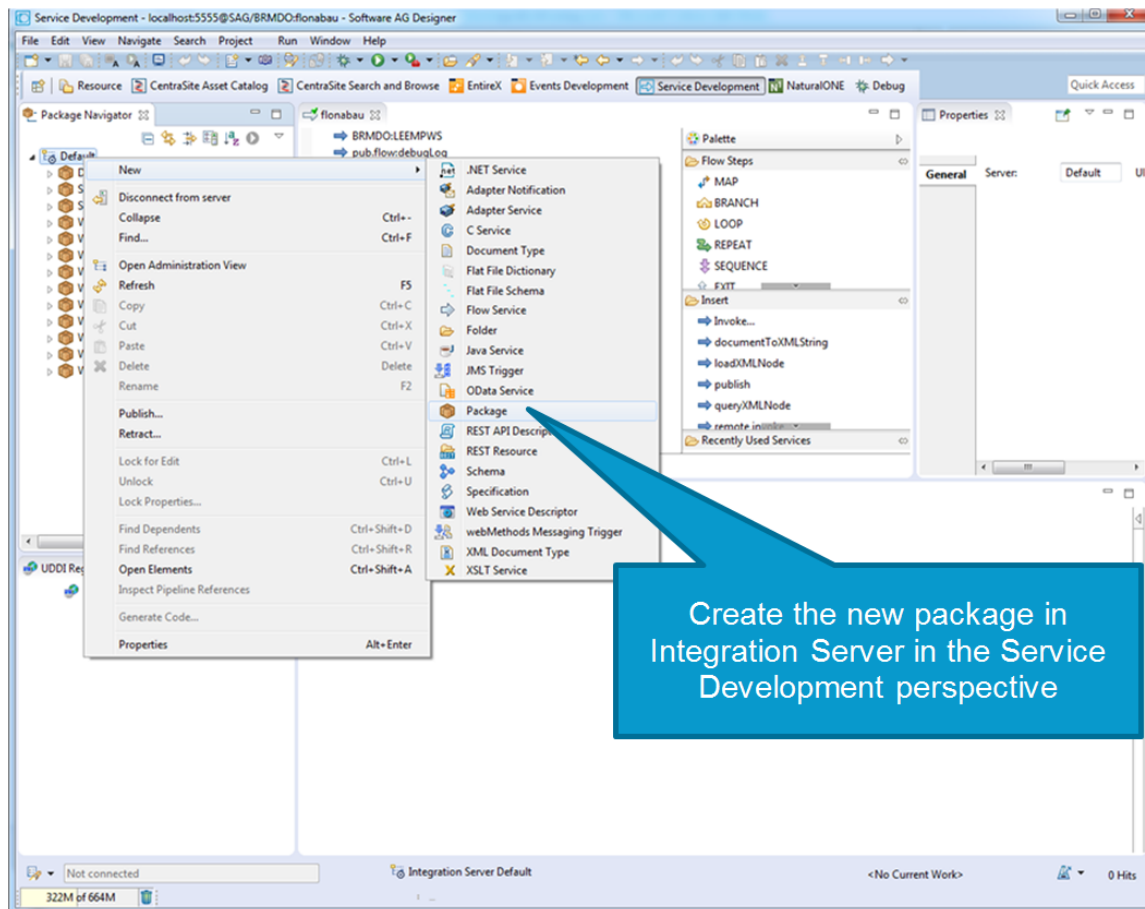 Service Development - localhost:5555@SAG/BRMDO:flonabau - Software AG Designer
File Edit View Navigate Search Project Run Window Help
Resource CentraSite Asset Catalog CentraSite Search and Browse EntireX Events Development Service Development NaturalONE Debug Quick Access
Package Navigator
Default
flonabau
BRMDO:LEEMPWS
pub.flow:debugLog
New
Disconnect from server
Collapse Ctrl+-
Find... Ctrl+F
Open Administration View
Refresh F5
Copy Ctrl+C
Cut Ctrl+X
Paste Ctrl+V
Delete Delete
Rename F2
Publish...
Retract...
Lock for Edit Ctrl+L
Unlock Ctrl+U
Lock Properties...
Find Dependents Ctrl+Shift+D
Find References Ctrl+Shift+R
Open Elements Ctrl+Shift+A
Inspect Pipeline References
Generate Code...
Properties Alt+Enter
.NET Service
Adapter Notification
Adapter Service
C Service
Document Type
Flat File Dictionary
Flat File Schema
Flow Service
Folder
Java Service
JMS Trigger
OData Service
Package
REST API Descrip
REST Resource
Schema
Specification
Web Service Descriptor
webMethods Messaging Trigger
XML Document Type
XSLT Service
Palette
Flow Steps
MAP
BRANCH
LOOP
REPEAT
SEQUENCE
EXIT
Insert
Invoke...
documentToXMLString
loadXMLNode
publish
queryXMLNode
Recently Used Services
Properties
General Server: Default
UDDI Reg
Create the new package in
Integration Server in the Service
Development perspective
Not connected
Integration Server Default
<No Current Work>
0 Hits
322M of 664M